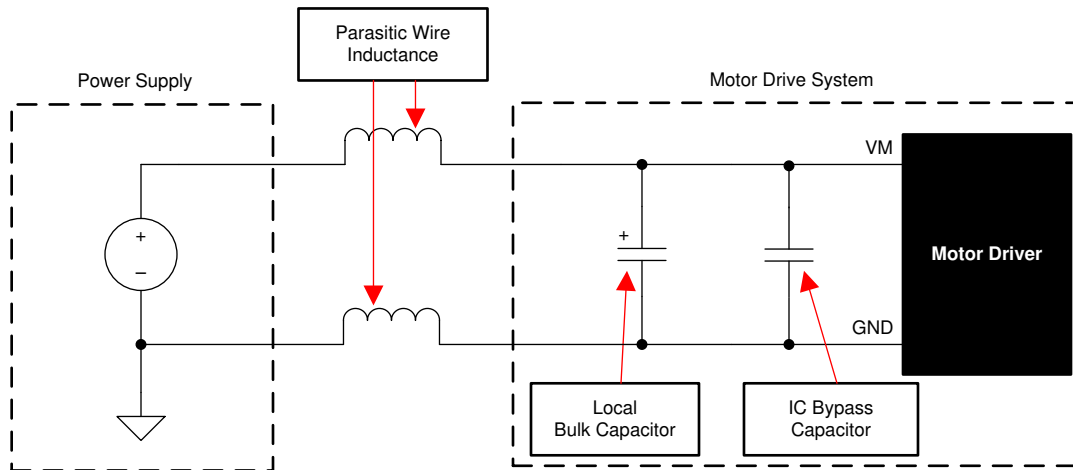 Parasitic Wire
Inductance
Power Supply
Motor Drive System
VM
+
−
+
Motor Driver
GND
Local
Bulk Capacitor
IC Bypass
Capacitor